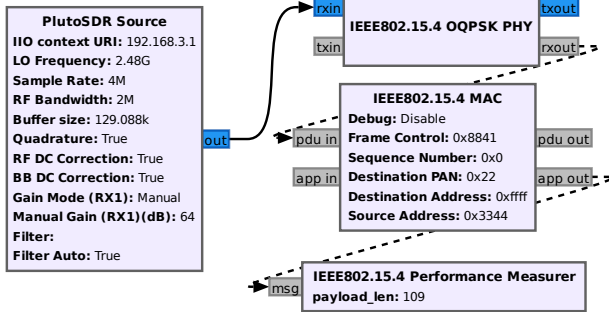 PlutoSDR Source
IIO context URI: 192.168.3.1
LO Frequency: 2.48G
Sample Rate: 4M
RF Bandwidth: 2M
Buffer size: 129.088k
Quadrature: True
RF DC Correction: True
BB DC Correction: True
Gain Mode (RX1): Manual
Manual Gain (RX1)(dB): 64
Filter:
Filter Auto: True
out
rxin
txin
IEEE802.15.4 OQPSK PHY
txout
rxout
IEEE802.15.4 MAC
Debug: Disable
Frame Control: 0x8841
Sequence Number: 0x0
Destination PAN: 0x22
Destination Address: 0xffff
Source Address: 0x3344
pdu in
app in
pdu out
app out
msg
IEEE802.15.4 Performance Measurer
payload_len: 109